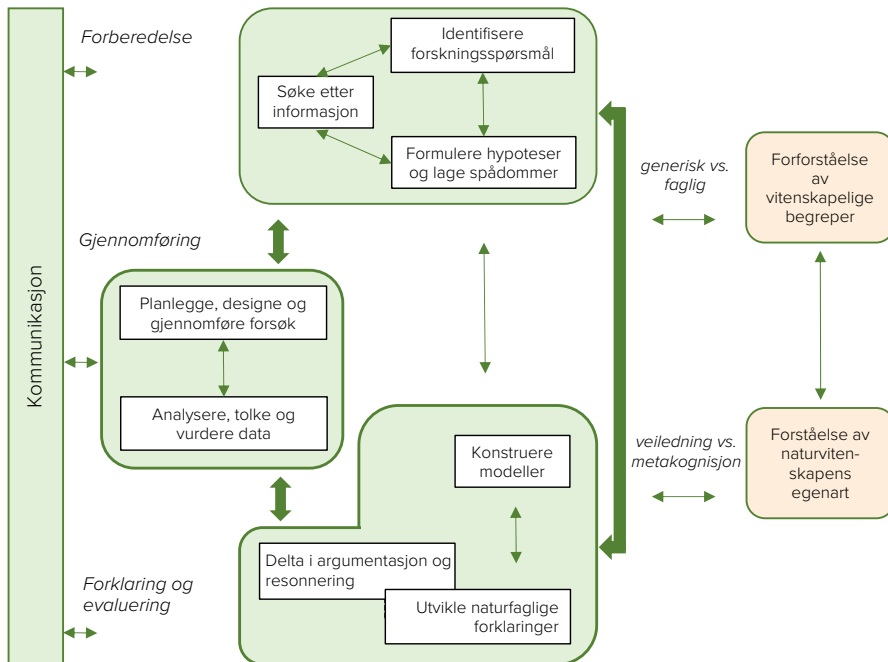 Kommunikasjon
Forberedelse
Identifisere
forskningsspørsmål
Søke etter
informasjon
Formulere hypoteser
og lage spådommer
generisk vs.
faglig
Forforståelse
av
vitenskapelige
begreper
Gjennomføring
Planlegge, designe og
gjennomføre forsøk
Analysere, tolke og
vurdere data
Konstruere
modeller
veiledning vs.
metakognisjon
Forståelse av
naturviten-
skapens
egenart
Delta i argumentasjon og
resonnering
Forklaring og
evaluering
Utvikle naturfaglige
forklaringer